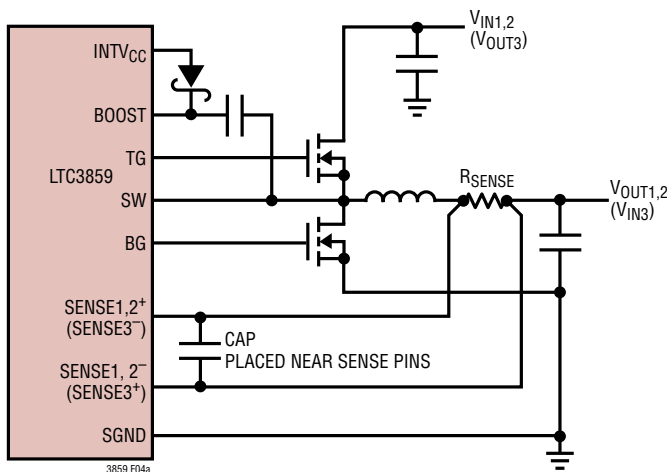 INTVCC
BOOST
TG
LTC3859
SW
BG
SENSE1,2+
(SENSE3–)
SENSE1, 2–
(SENSE3+)
SGND
VIN1,2
(VOUT3)
RSENSE
VOUT1,2
(VIN3)
CAP
PLACED NEAR SENSE PINS
3859 F04a